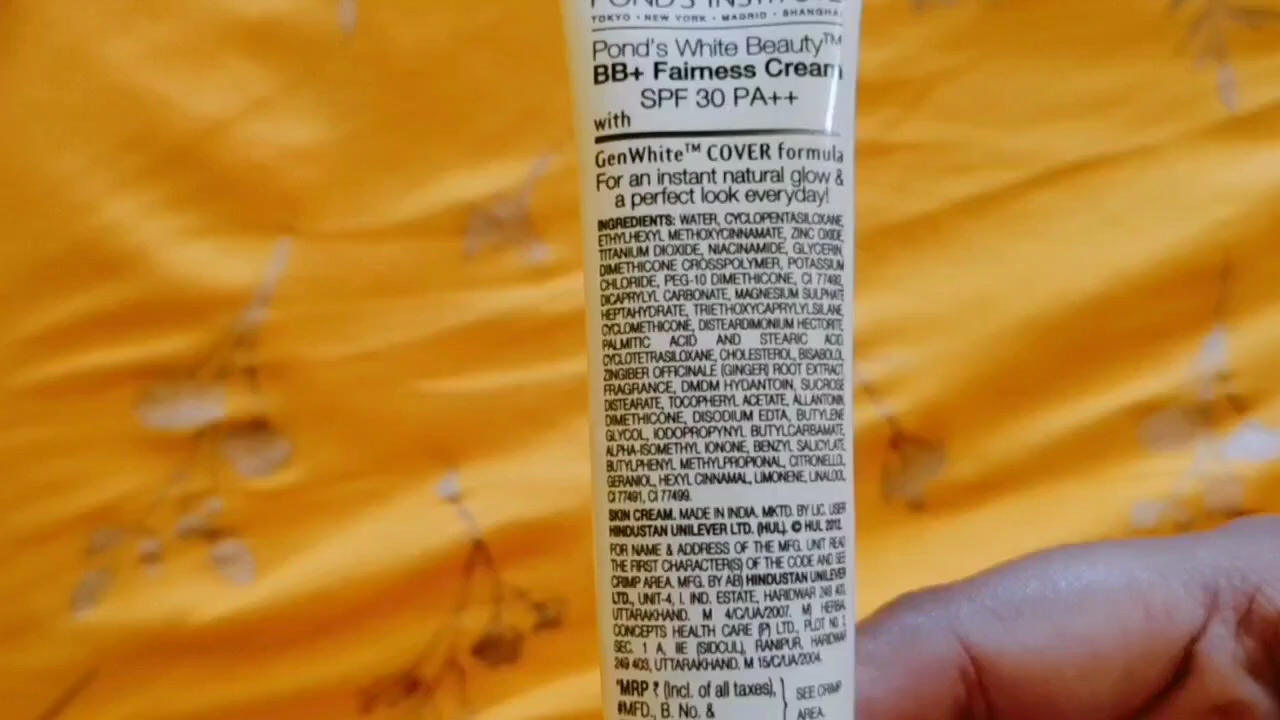 POND'S INSTITUTE
TOKYO • NEW YORK • MADRID • SHANGHAI
Pond's White Beauty™
BB+ Fairness Cream
SPF 30 PA++
with
GenWhite™ COVER formula
For an instant natural glow &
a perfect look everyday!
INGREDIENTS: WATER, CYCLOPENTASILOXANE,
ETHYLHEXYL METHOXYCINNAMATE, ZINC OXIDE
TITANIUM DIOXIDE, NIACINAMIDE, GLYCERIN,
DIMETHICONE CROSSPOLYMER, POTASSIUM
CHLORIDE, PEG-10 DIMETHICONE, CI 77492,
DICAPRYLYL CARBONATE, MAGNESIUM SULPHATE
HEPTAHYDRATE, TRIETHOXYCAPRYLYLSILANE,
CYCLOMETHICONE, DISTEARDIMONIUM HECTORITE,
PALMITIC ACID AND STEARIC ACID,
CYCLOTETRASILOXANE, CHOLESTEROL, BISABOLOL,
ZINGIBER OFFICINALE (GINGER) ROOT EXTRACT,
FRAGRANCE, DMDM HYDANTOIN, SUCROSE
DISTEARATE, TOCOPHERYL ACETATE, ALLANTONIN,
DIMETHICONE, DISODIUM EDTA, BUTYLENE
GLYCOL, IODOPROPYNYL BUTYLCARBAMATE,
ALPHA-ISOMETHYL IONONE, BENZYL SALICYLATE
BUTYLPHENYL METHYLPROPIONAL, CITRONELLOL,
GERANIOL, HEXYL CINNAMAL, LIMONENE, LINALOOL,
CI 77491, CI 77499.
SKIN CREAM. MADE IN INDIA. MKTD. BY LIC. USER
HINDUSTAN UNILEVER LTD. (HUL). © HUL 2012.
FOR NAME & ADDRESS OF THE MFG. UNIT READ
THE FIRST CHARACTER(S) OF THE CODE AND SEE
CRIMP AREA. MFG. BY AB) HINDUSTAN UNILEVER
LTD., UNIT-4, I. IND. ESTATE, HARIDWAR 249 403,
UTTARAKHAND. M 4/C/UA/2007. M) HERBAL
CONCEPTS HEALTH CARE (P) LTD., PLOT NO. 2,
SEC. 1 A, IIE (SIDCUL), RANIPUR, HARIDWAR
249 403, UTTARAKHAND. M 15/C/UA/2004.
*MRP ₹ (Incl. of all taxes), SEE CRIMP
#MFD., B. No. & AREA